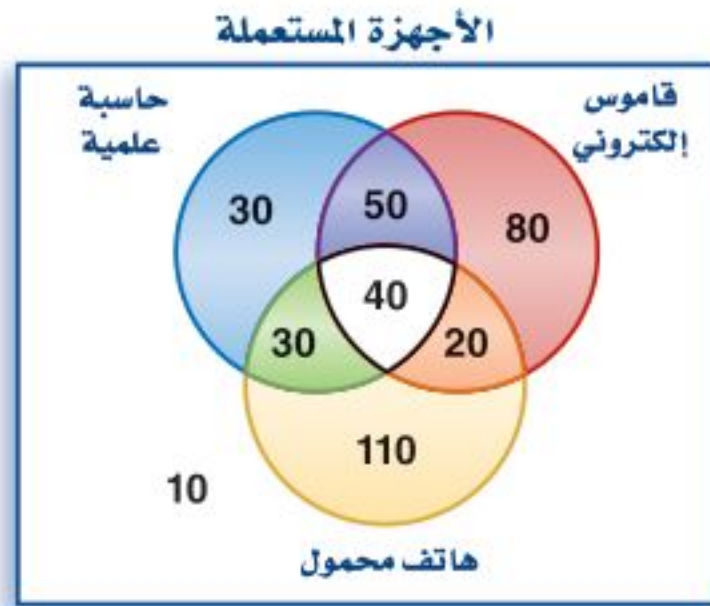 الأجهزة المستعملة
قاموس
إلكتروني
حاسبة
علمية
30
50
80
40
30
20
110
10
هاتف محمول